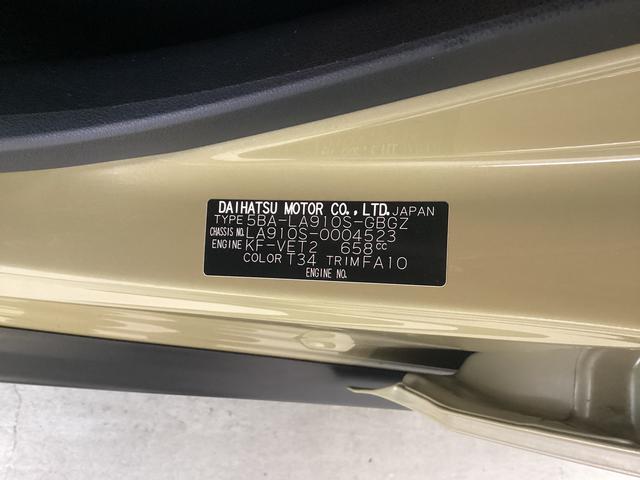 DAIHATSU MOTOR CO., LTD. JAPAN
TYPE 5BA-LA910S-GBGZ
CHASSIS NO. LA910S-0004523
ENGINE KF-VET2 658CC
COLOR T34 TRIM FA10
ENGINE NO.